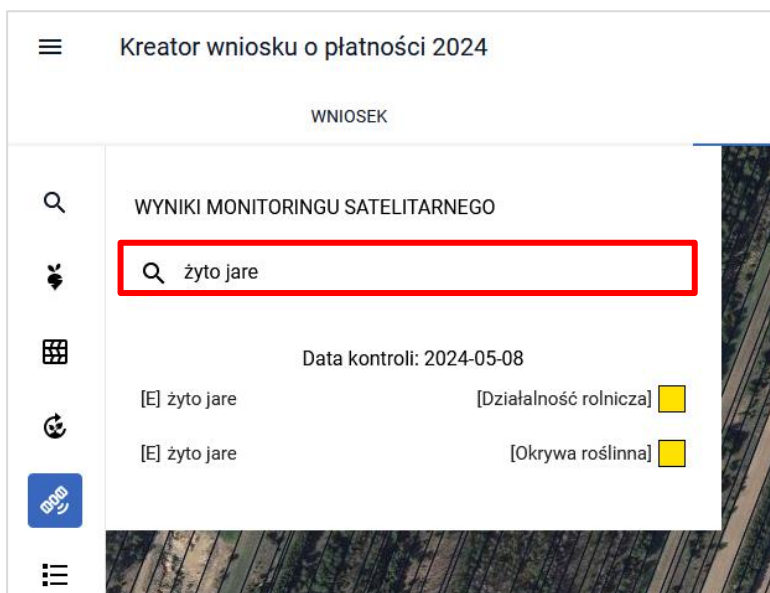 Kreator wniosku o płatności 2024
WNIOSEK
WYNIKI MONITORINGU SATELITARNEGO
żyto jare
Data kontroli: 2024-05-08
[E] żyto jare [Działalność rolnicza]
[E] żyto jare [Okrywa roślinna]